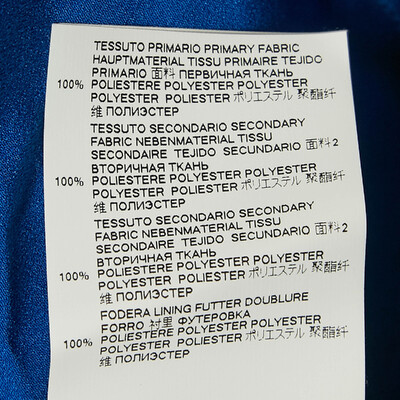 TESSUTO PRIMARIO PRIMARY FABRIC
HAUPTMATERIAL TISSU PRIMAIRE TEJIDO
PRIMARIO 面料 ПЕРВИЧНАЯ ТКАНЬ
100% POLIESTERE POLYESTER POLYESTER
POLYESTER POLIESTER ポリエステル 聚酯纤
维 ПОЛИЭСТЕР
TESSUTO SECONDARIO SECONDARY
FABRIC NEBENMATERIAL TISSU
SECONDAIRE TEJIDO SECUNDARIO 面料2
ВТОРИЧНАЯ ТКАНЬ
100% POLIESTERE POLYESTER POLYESTER
POLYESTER POLIESTER ポリエステル 聚酯纤
维 ПОЛИЭСТЕР
TESSUTO SECONDARIO SECONDARY
FABRIC NEBENMATERIAL TISSU
SECONDAIRE TEJIDO SECUNDARIO 面料2
ВТОРИЧНАЯ ТКАНЬ
100% POLIESTERE POLYESTER POLYESTER
POLYESTER POLIESTER ポリエステル 聚酯纤
维 ПОЛИЭСТЕР
FODERA LINING FUTTER DOUBLURE
FORRO 衬里 ФУТЕРОВКА
100% POLIESTERE POLYESTER POLYESTER
POLYESTER POLIESTER ポリエステル 聚酯纤
维 ПОЛИЭСТЕР